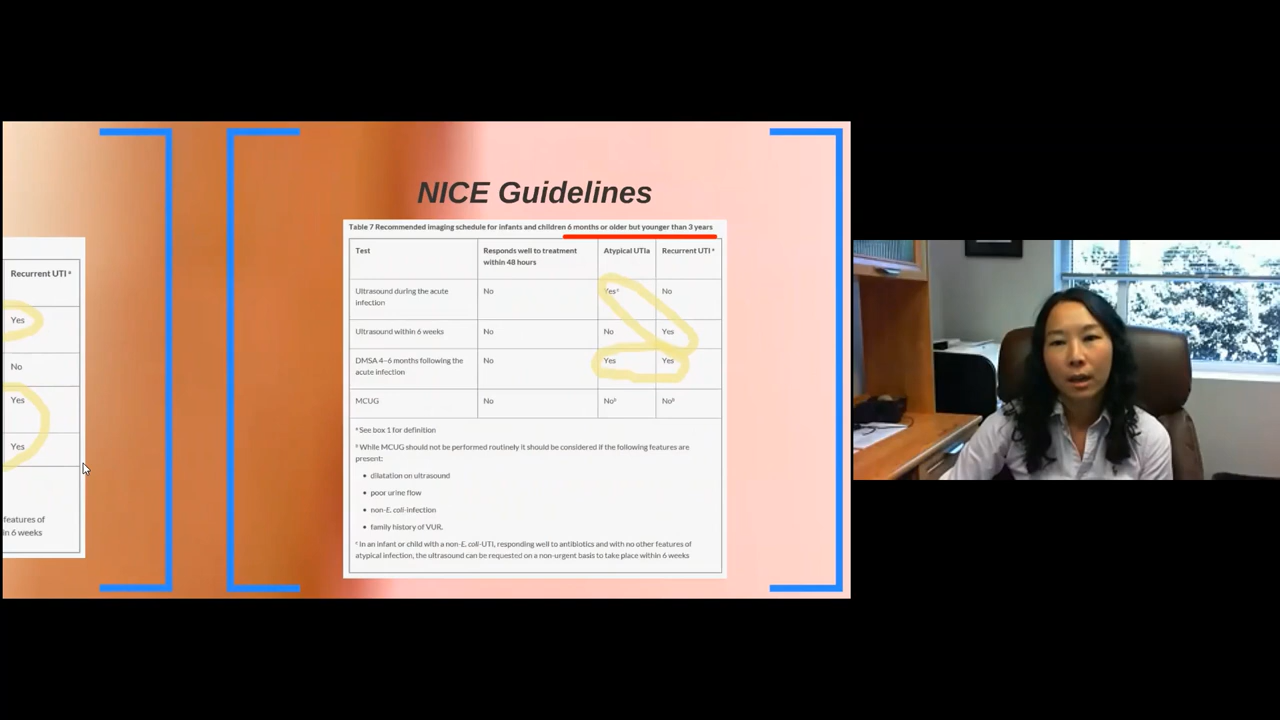 NICE Guidelines
Table 7 Recommended imaging schedule for infants and children 6 months or older but younger than 3 years
Test
Responds well to treatment
within 48 hours
Atypical UTIa
Recurrent UTI a
Ultrasound during the acute
infection
No
Yes c
No
Ultrasound within 6 weeks
No
No
Yes
DMSA 4–6 months following the
acute infection
No
Yes
Yes
MCUG
No
No b
No b
a See box 1 for definition
b While MCUG should not be performed routinely it should be considered if the following features are
present:
• dilatation on ultrasound
• poor urine flow
• non-E. coli-infection
• family history of VUR.
c In an infant or child with a non-E. coli-UTI, responding well to antibiotics and with no other features of
atypical infection, the ultrasound can be requested on a non-urgent basis to take place within 6 weeks
Recurrent UTI a
Yes
No
Yes
Yes
features of
in 6 weeks